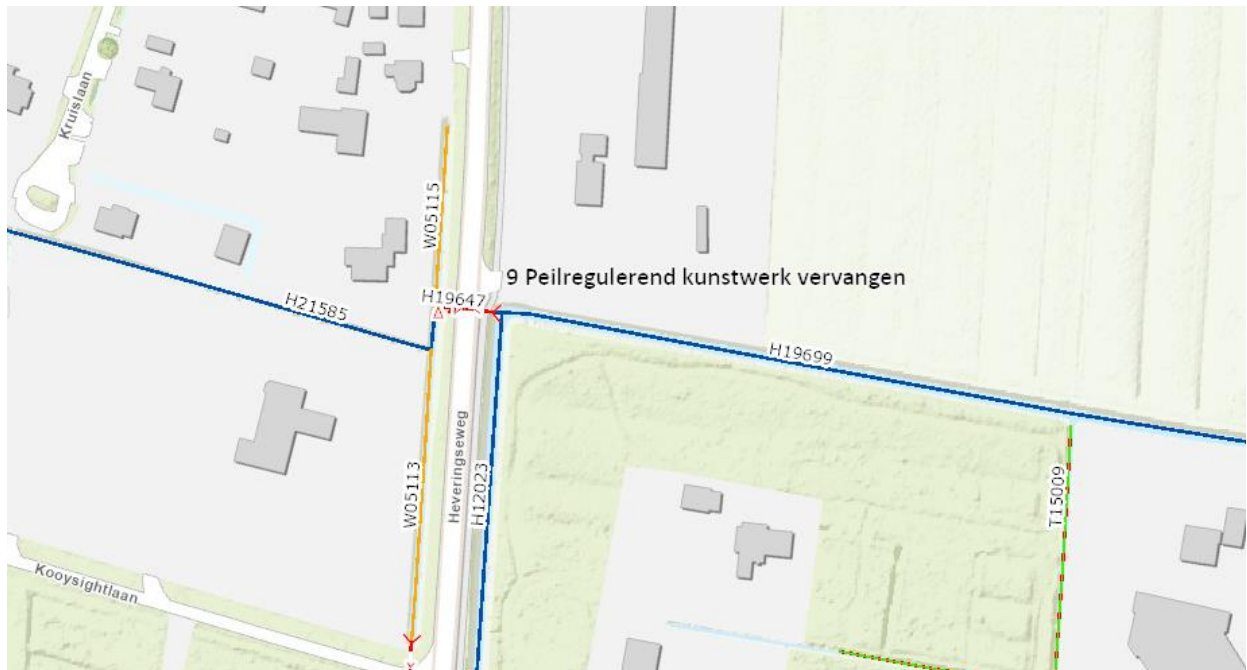 Kruislaan
W05115
9 Peilregulerend kunstwerk vervangen
H19647
H21585
H19699
Heveringseweg
W05113
H12023
T15009
Kooysightlaan